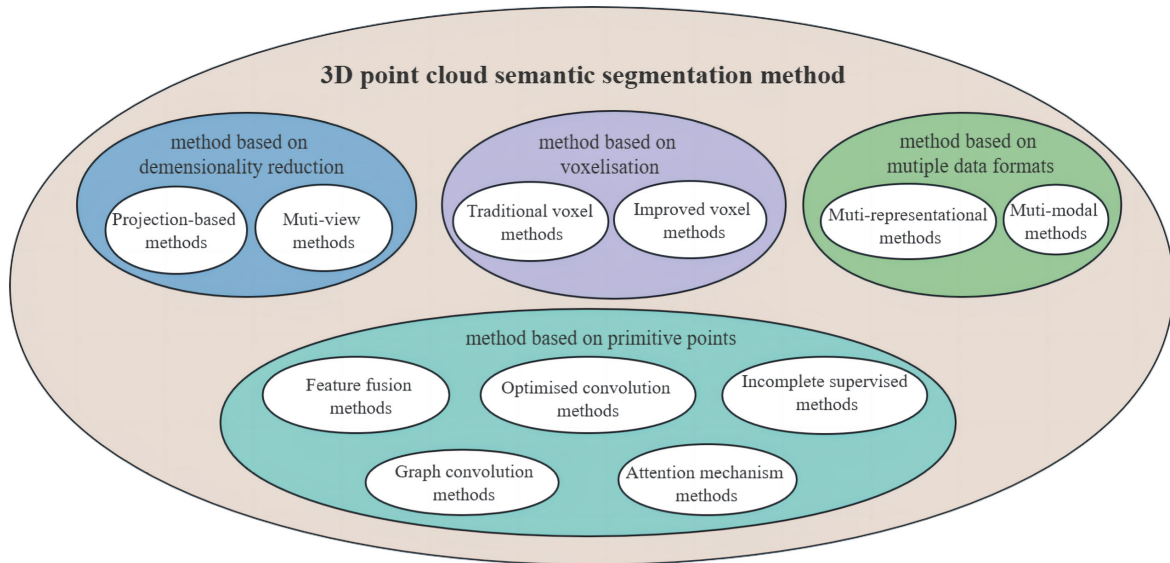 3D point cloud semantic segmentation method
method based on
demensionality reduction
Projection-based
methods
Muti-view
methods
method based on
voxelisation
Traditional voxel
methods
Improved voxel
methods
method based on
mutiple data formats
Muti-representational
methods
Muti-modal
methods
method based on primitive points
Feature fusion
methods
Optimised convolution
methods
Incomplete supervised
methods
Graph convolution
methods
Attention mechanism
methods